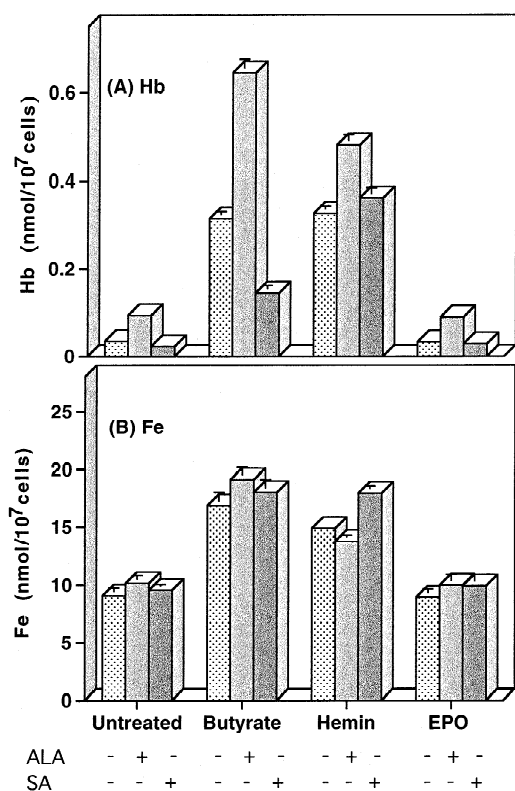 (A) Hb
Hb (nmol/10⁷cells)
0.6
0.4
0.2
0
(B) Fe
Fe (nmol/10⁷cells)
25
20
15
10
5
0
Untreated Butyrate Hemin EPO
ALA - + - - + - - + - - + -
SA - - + - - + - - + - - +